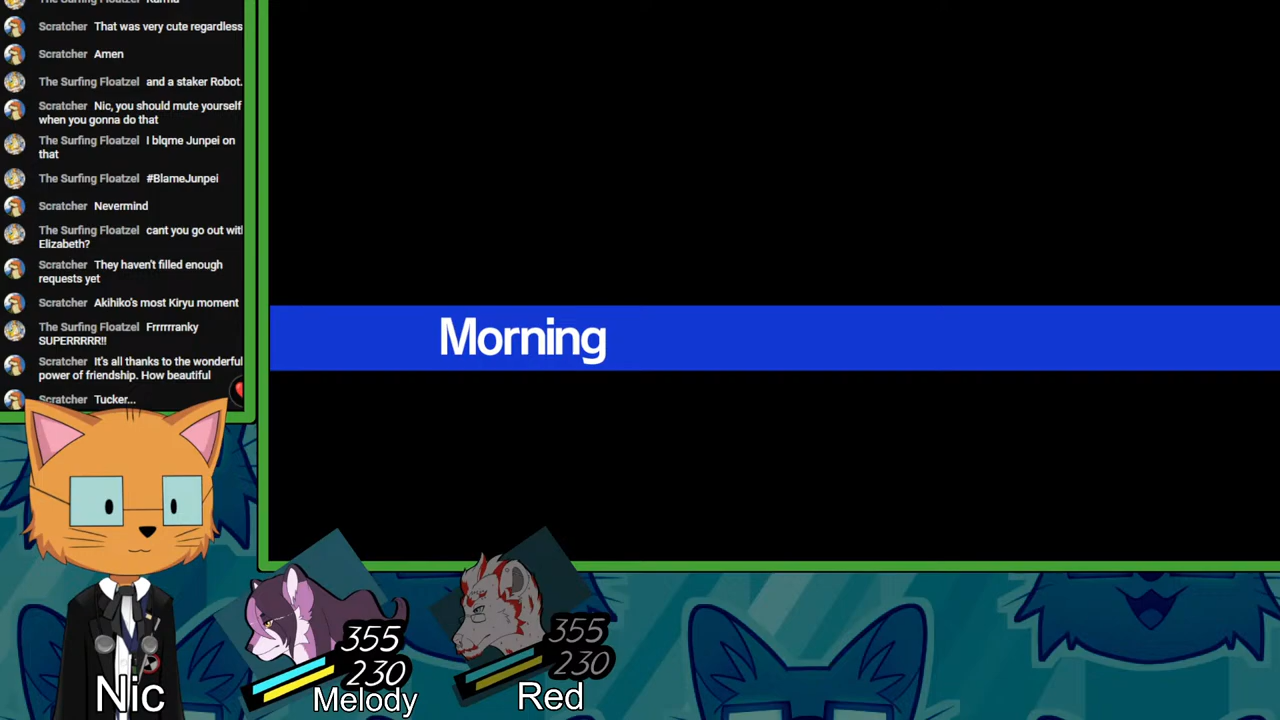 Scratcher That was very cute regardless
Scratcher Amen
The Surfing Floatzel and a staker Robot.
Scratcher Nic, you should mute yourself
when you gonna do that
The Surfing Floatzel I blqme Junpei on
that
The Surfing Floatzel #BlameJunpei
Scratcher Nevermind
The Surfing Floatzel cant you go out with
Elizabeth?
Scratcher They haven't filled enough
requests yet
Scratcher Akihiko's most Kiryu moment
The Surfing Floatzel Frrrrrranky
SUPERRRRR!!
Scratcher It's all thanks to the wonderful
power of friendship. How beautiful
Scratcher Tucker...
Morning
355
230
Melody
355
230
Red
Nic